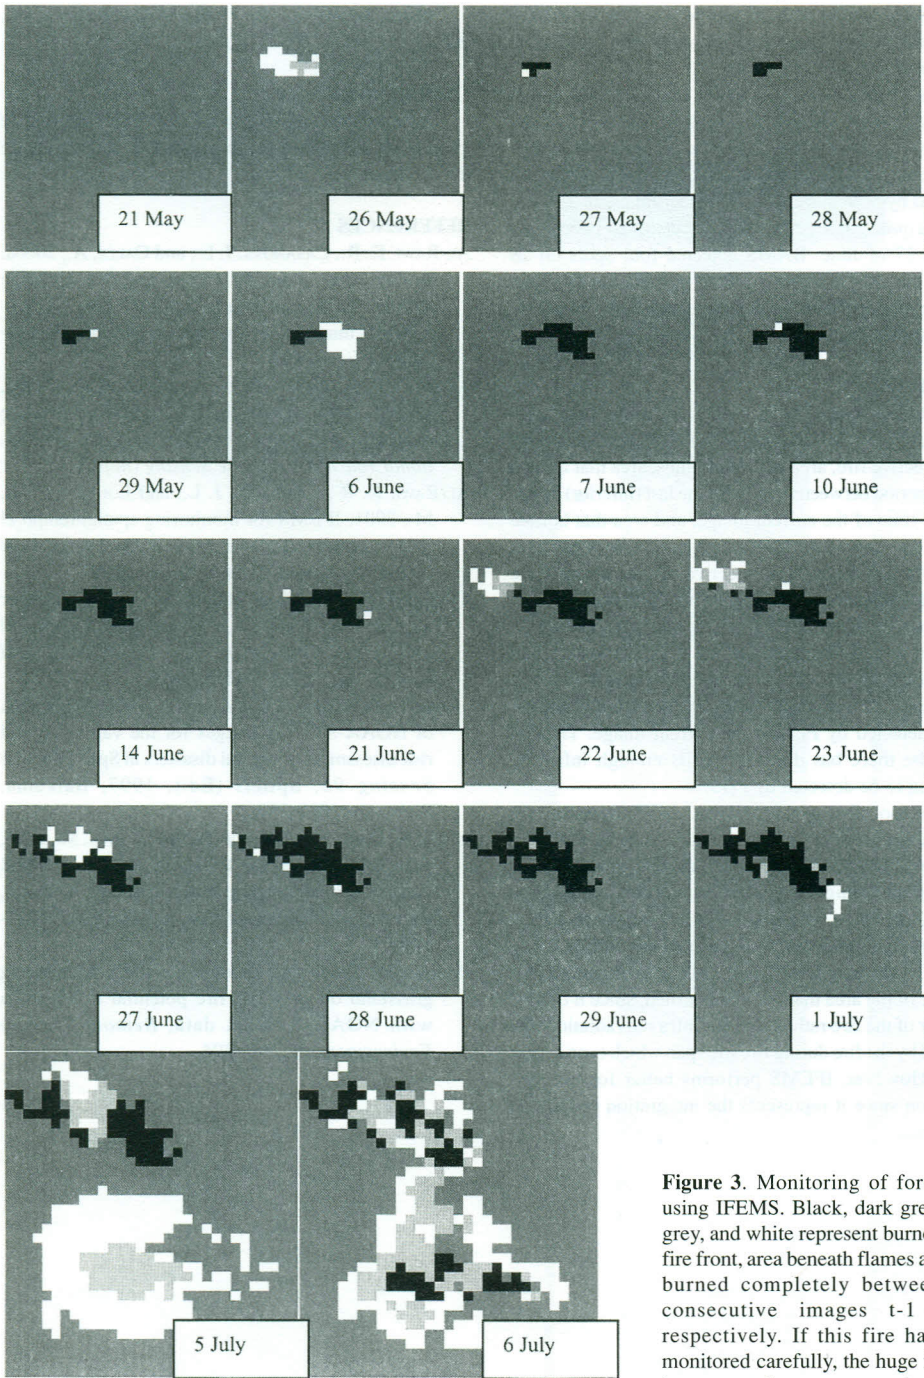 21 May
26 May
27 May
28 May
29 May
6 June
7 June
10 June
14 June
21 June
22 June
23 June
27 June
28 June
29 June
1 July
5 July
6 July
Figure 3. Monitoring of for
using IFEMS. Black, dark gre
grey, and white represent burne
fire front, area beneath flames a
burned completely betwee
consecutive images t-1
respectively. If this fire ha
monitored carefully, the huge